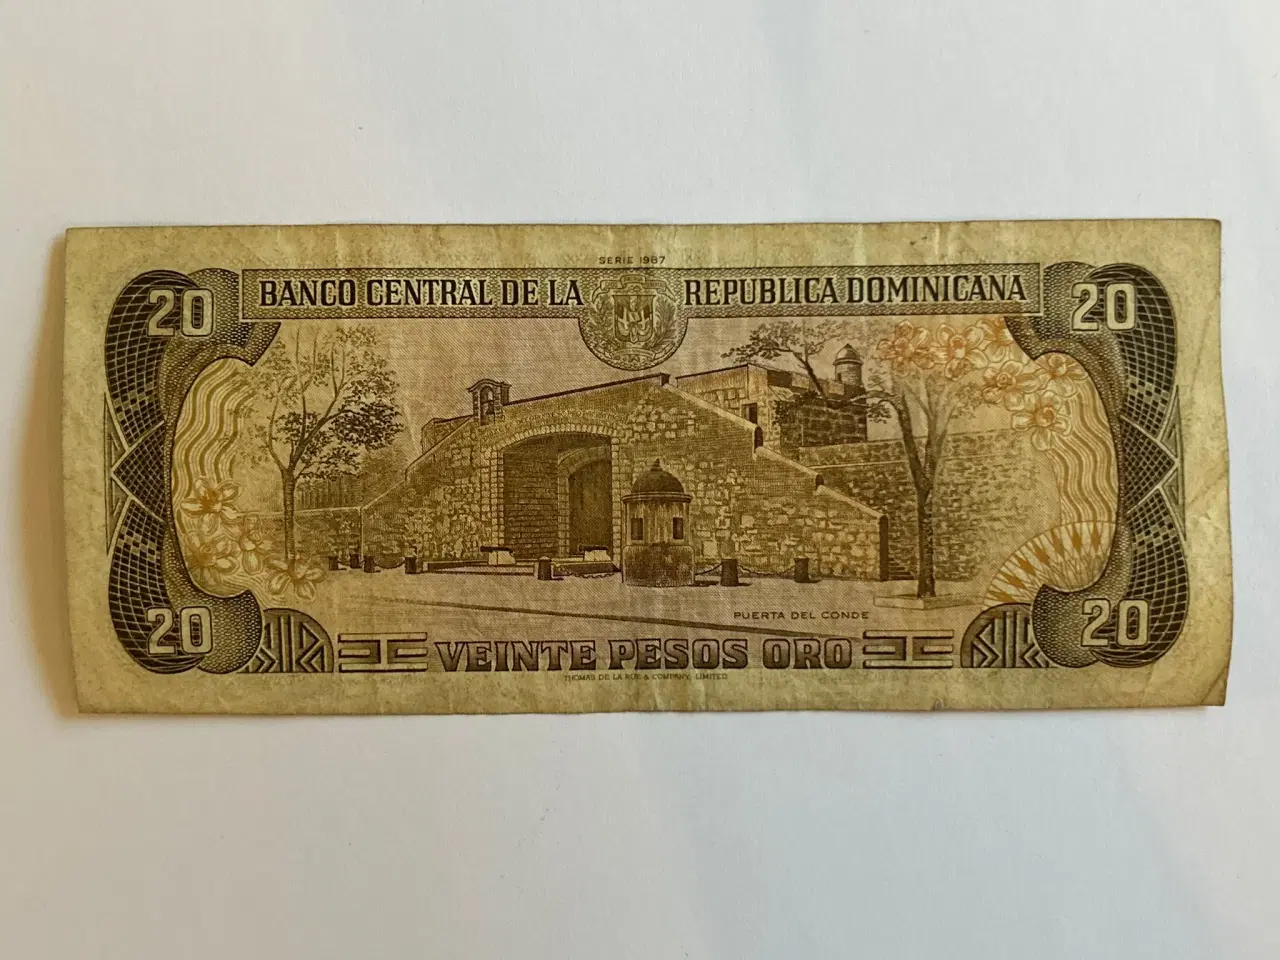 SERIE 1987
BANCO CENTRAL DE LA REPUBLICA DOMINICANA
20
20
PUERTA DEL CONDE
20
20
VEINTE PESOS ORO
THOMAS DE LA RUE & COMPANY, LIMITED